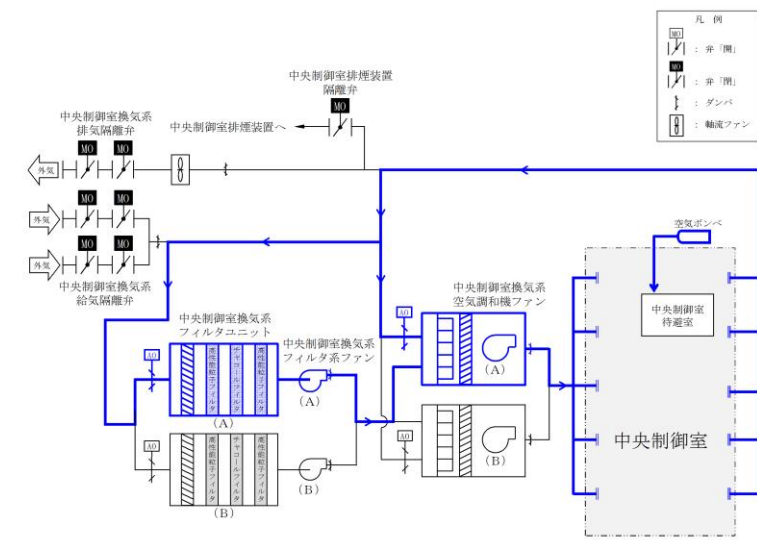 凡 例
MO
: 弁「開」
MO
: 弁「閉」
: ダンパ
: 軸流ファン
中央制御室排煙装置
隔離弁
MO
中央制御室排煙装置へ
中央制御室換気系
排気隔離弁
MO
MO
外気
MO
MO
外気
MO
MO
外気
中央制御室換気系
給気隔離弁
空気ボンベ
中央制御室
待避室
中央制御室換気系
空気調和機ファン
AO
(A)
AO
(B)
中央制御室換気系
フィルタユニット
中央制御室換気系
フィルタ系ファン
AO
高性能粒子フィルタ
チャコールフィルタ
高性能粒子フィルタ
(A)
(A)
AO
高性能粒子フィルタ
チャコールフィルタ
高性能粒子フィルタ
(B)
(B)
中央制御室